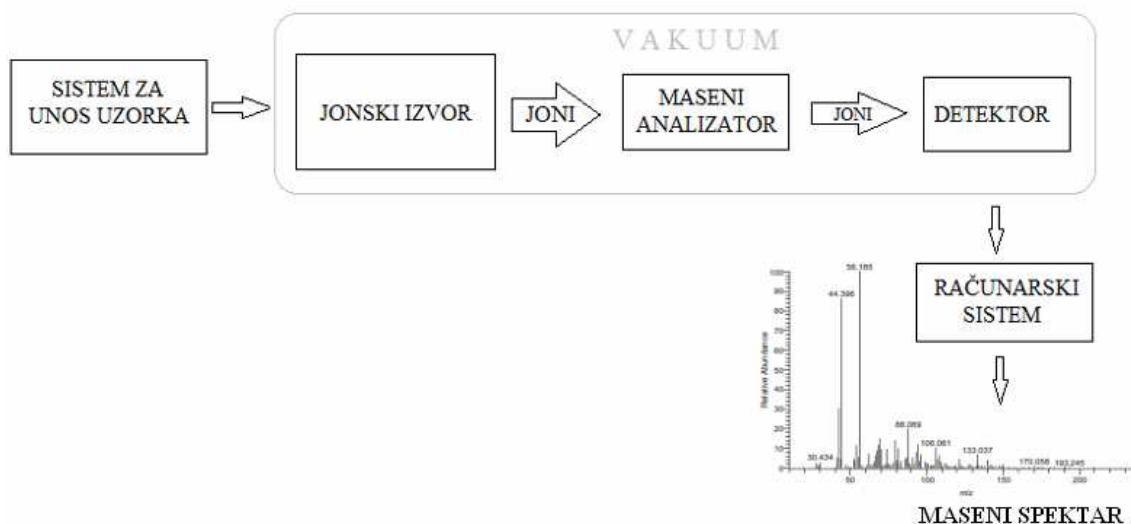 VAKUUM
SISTEM ZA
UNOS UZORKA
JONSKI IZVOR
JONI
MASENI
ANALIZATOR
JONI
DETEKTOR
RAČUNARSKI
SISTEM
100
90
80
70
60
50
40
30
20
10
0
Relative Abundance
56.165
44.396
30.434
88.069
106.061
133.037
170.056
193.245
50
100
150
200
m/z
MASENI SPEKTAR